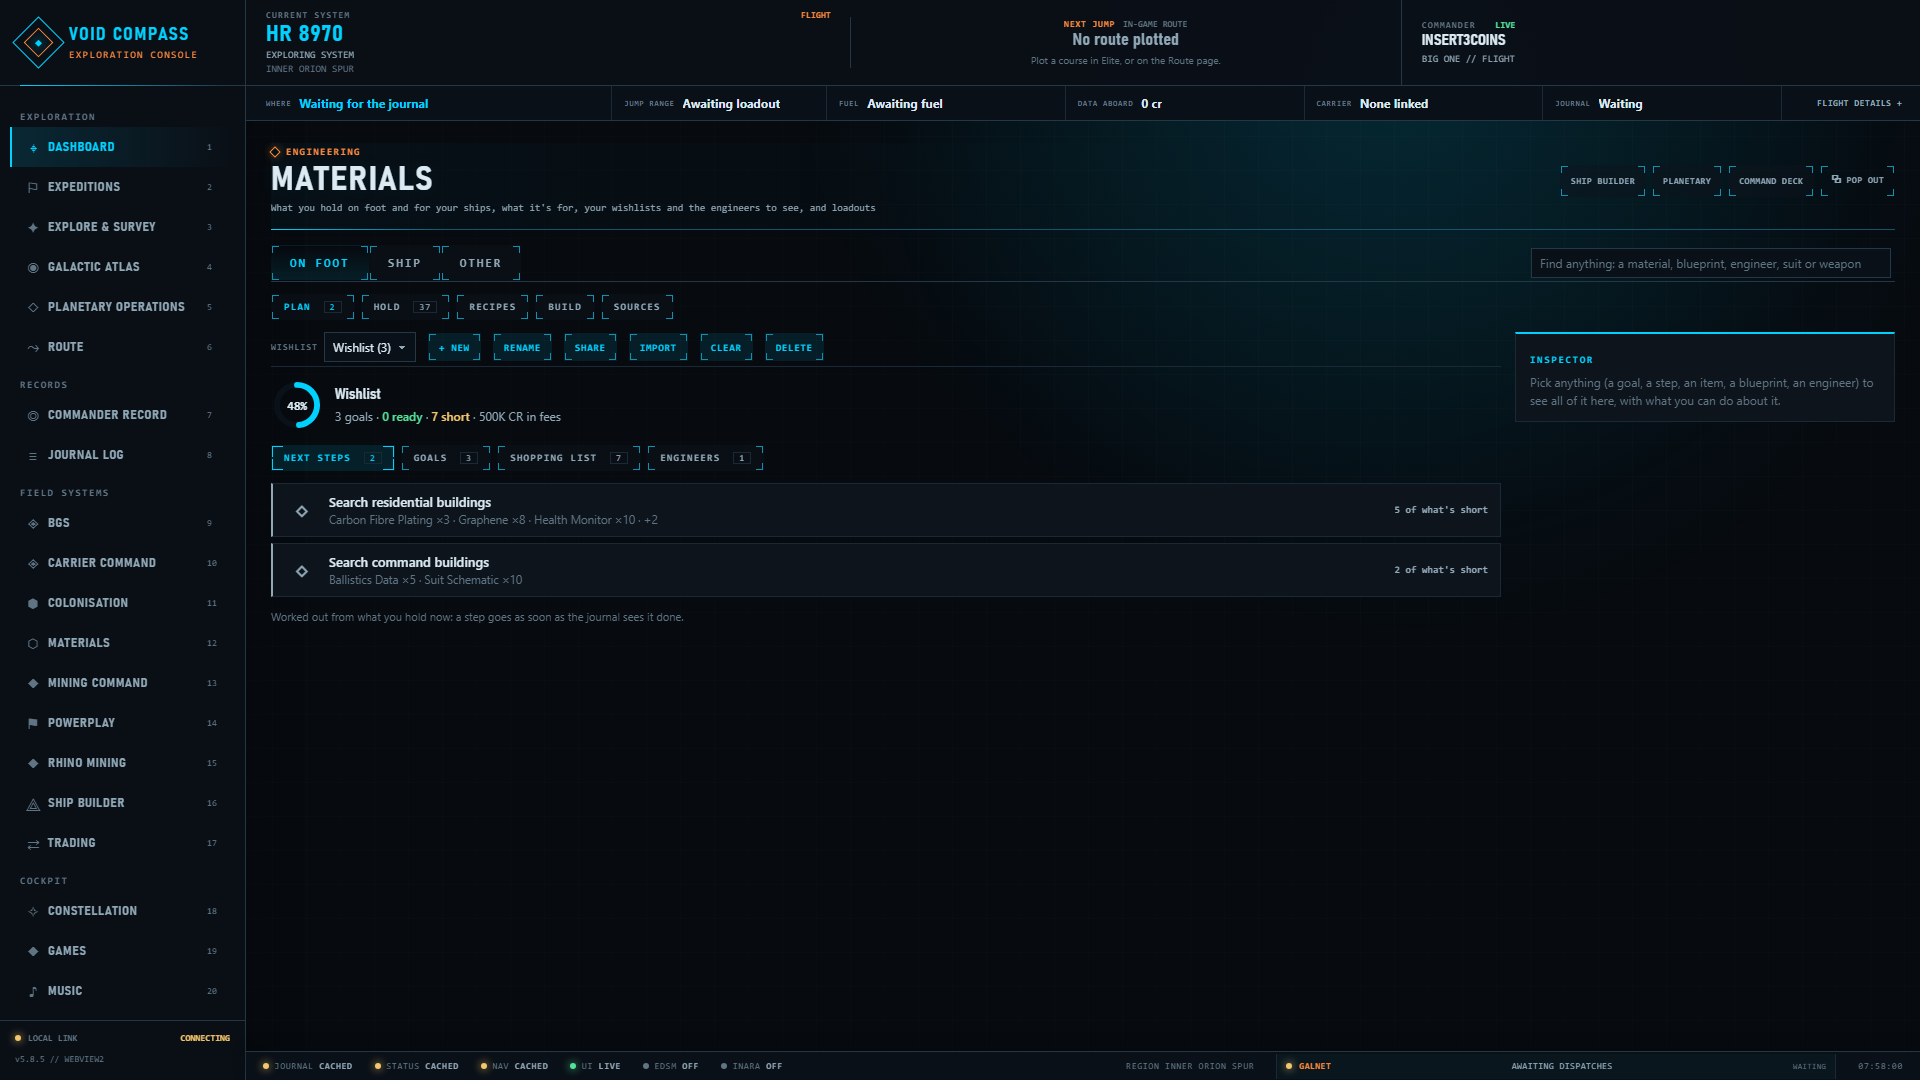 VOID COMPASS
EXPLORATION CONSOLE
CURRENT SYSTEM
FLIGHT
HR 8970
EXPLORING SYSTEM
INNER ORION SPUR
NEXT JUMP IN-GAME ROUTE
No route plotted
Plot a course in Elite, or on the Route page.
COMMANDER LIVE
INSERT3COINS
BIG ONE // FLIGHT
WHERE Waiting for the journal
JUMP RANGE Awaiting loadout
FUEL Awaiting fuel
DATA ABOARD 0 cr
CARRIER None linked
JOURNAL Waiting
FLIGHT DETAILS +
EXPLORATION
DASHBOARD 1
EXPEDITIONS 2
EXPLORE & SURVEY 3
GALACTIC ATLAS 4
PLANETARY OPERATIONS 5
ROUTE 6
RECORDS
COMMANDER RECORD 7
JOURNAL LOG 8
FIELD SYSTEMS
BGS 9
CARRIER COMMAND 10
COLONISATION 11
MATERIALS 12
MINING COMMAND 13
POWERPLAY 14
RHINO MINING 15
SHIP BUILDER 16
TRADING 17
COCKPIT
CONSTELLATION 18
GAMES 19
MUSIC 20
LOCAL LINK CONNECTING
v5.8.5 // WEBVIEW2
ENGINEERING
MATERIALS
What you hold on foot and for your ships, what it's for, your wishlists and the engineers to see, and loadouts
SHIP BUILDER
PLANETARY
COMMAND DECK
POP OUT
ON FOOT
SHIP
OTHER
Find anything: a material, blueprint, engineer, suit or weapon
PLAN 2
HOLD 37
RECIPES
BUILD
SOURCES
WISHLIST Wishlist (3)
+ NEW
RENAME
SHARE
IMPORT
CLEAR
DELETE
48%
Wishlist
3 goals · 0 ready · 7 short · 500K CR in fees
NEXT STEPS 2
GOALS 3
SHOPPING LIST 7
ENGINEERS 1
Search residential buildings
Carbon Fibre Plating ×3 · Graphene ×8 · Health Monitor ×10 · +2
5 of what's short
Search command buildings
Ballistics Data ×5 · Suit Schematic ×10
2 of what's short
Worked out from what you hold now: a step goes as soon as the journal sees it done.
INSPECTOR
Pick anything (a goal, a step, an item, a blueprint, an engineer) to
see all of it here, with what you can do about it.
JOURNAL CACHED
STATUS CACHED
NAV CACHED
UI LIVE
EDSM OFF
INARA OFF
REGION INNER ORION SPUR
GALNET
AWAITING DISPATCHES
WAITING
07:58:00